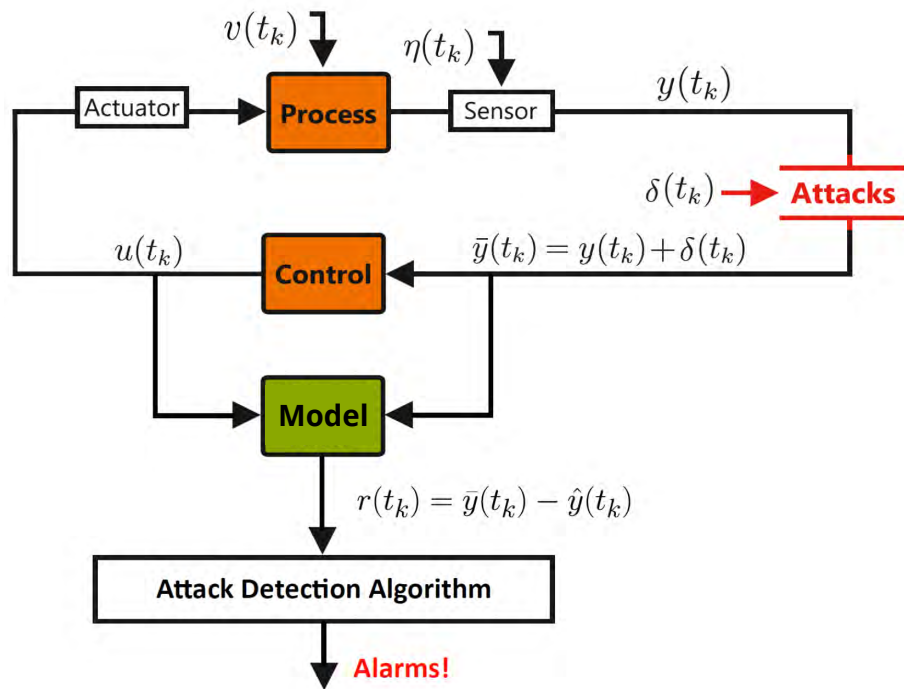 v(t_k)
η(t_k)
Actuator
Process
Sensor
y(t_k)
δ(t_k)
Attacks
u(t_k)
Control
ȳ(t_k) = y(t_k) + δ(t_k)
Model
r(t_k) = ȳ(t_k) − ŷ(t_k)
Attack Detection Algorithm
Alarms!